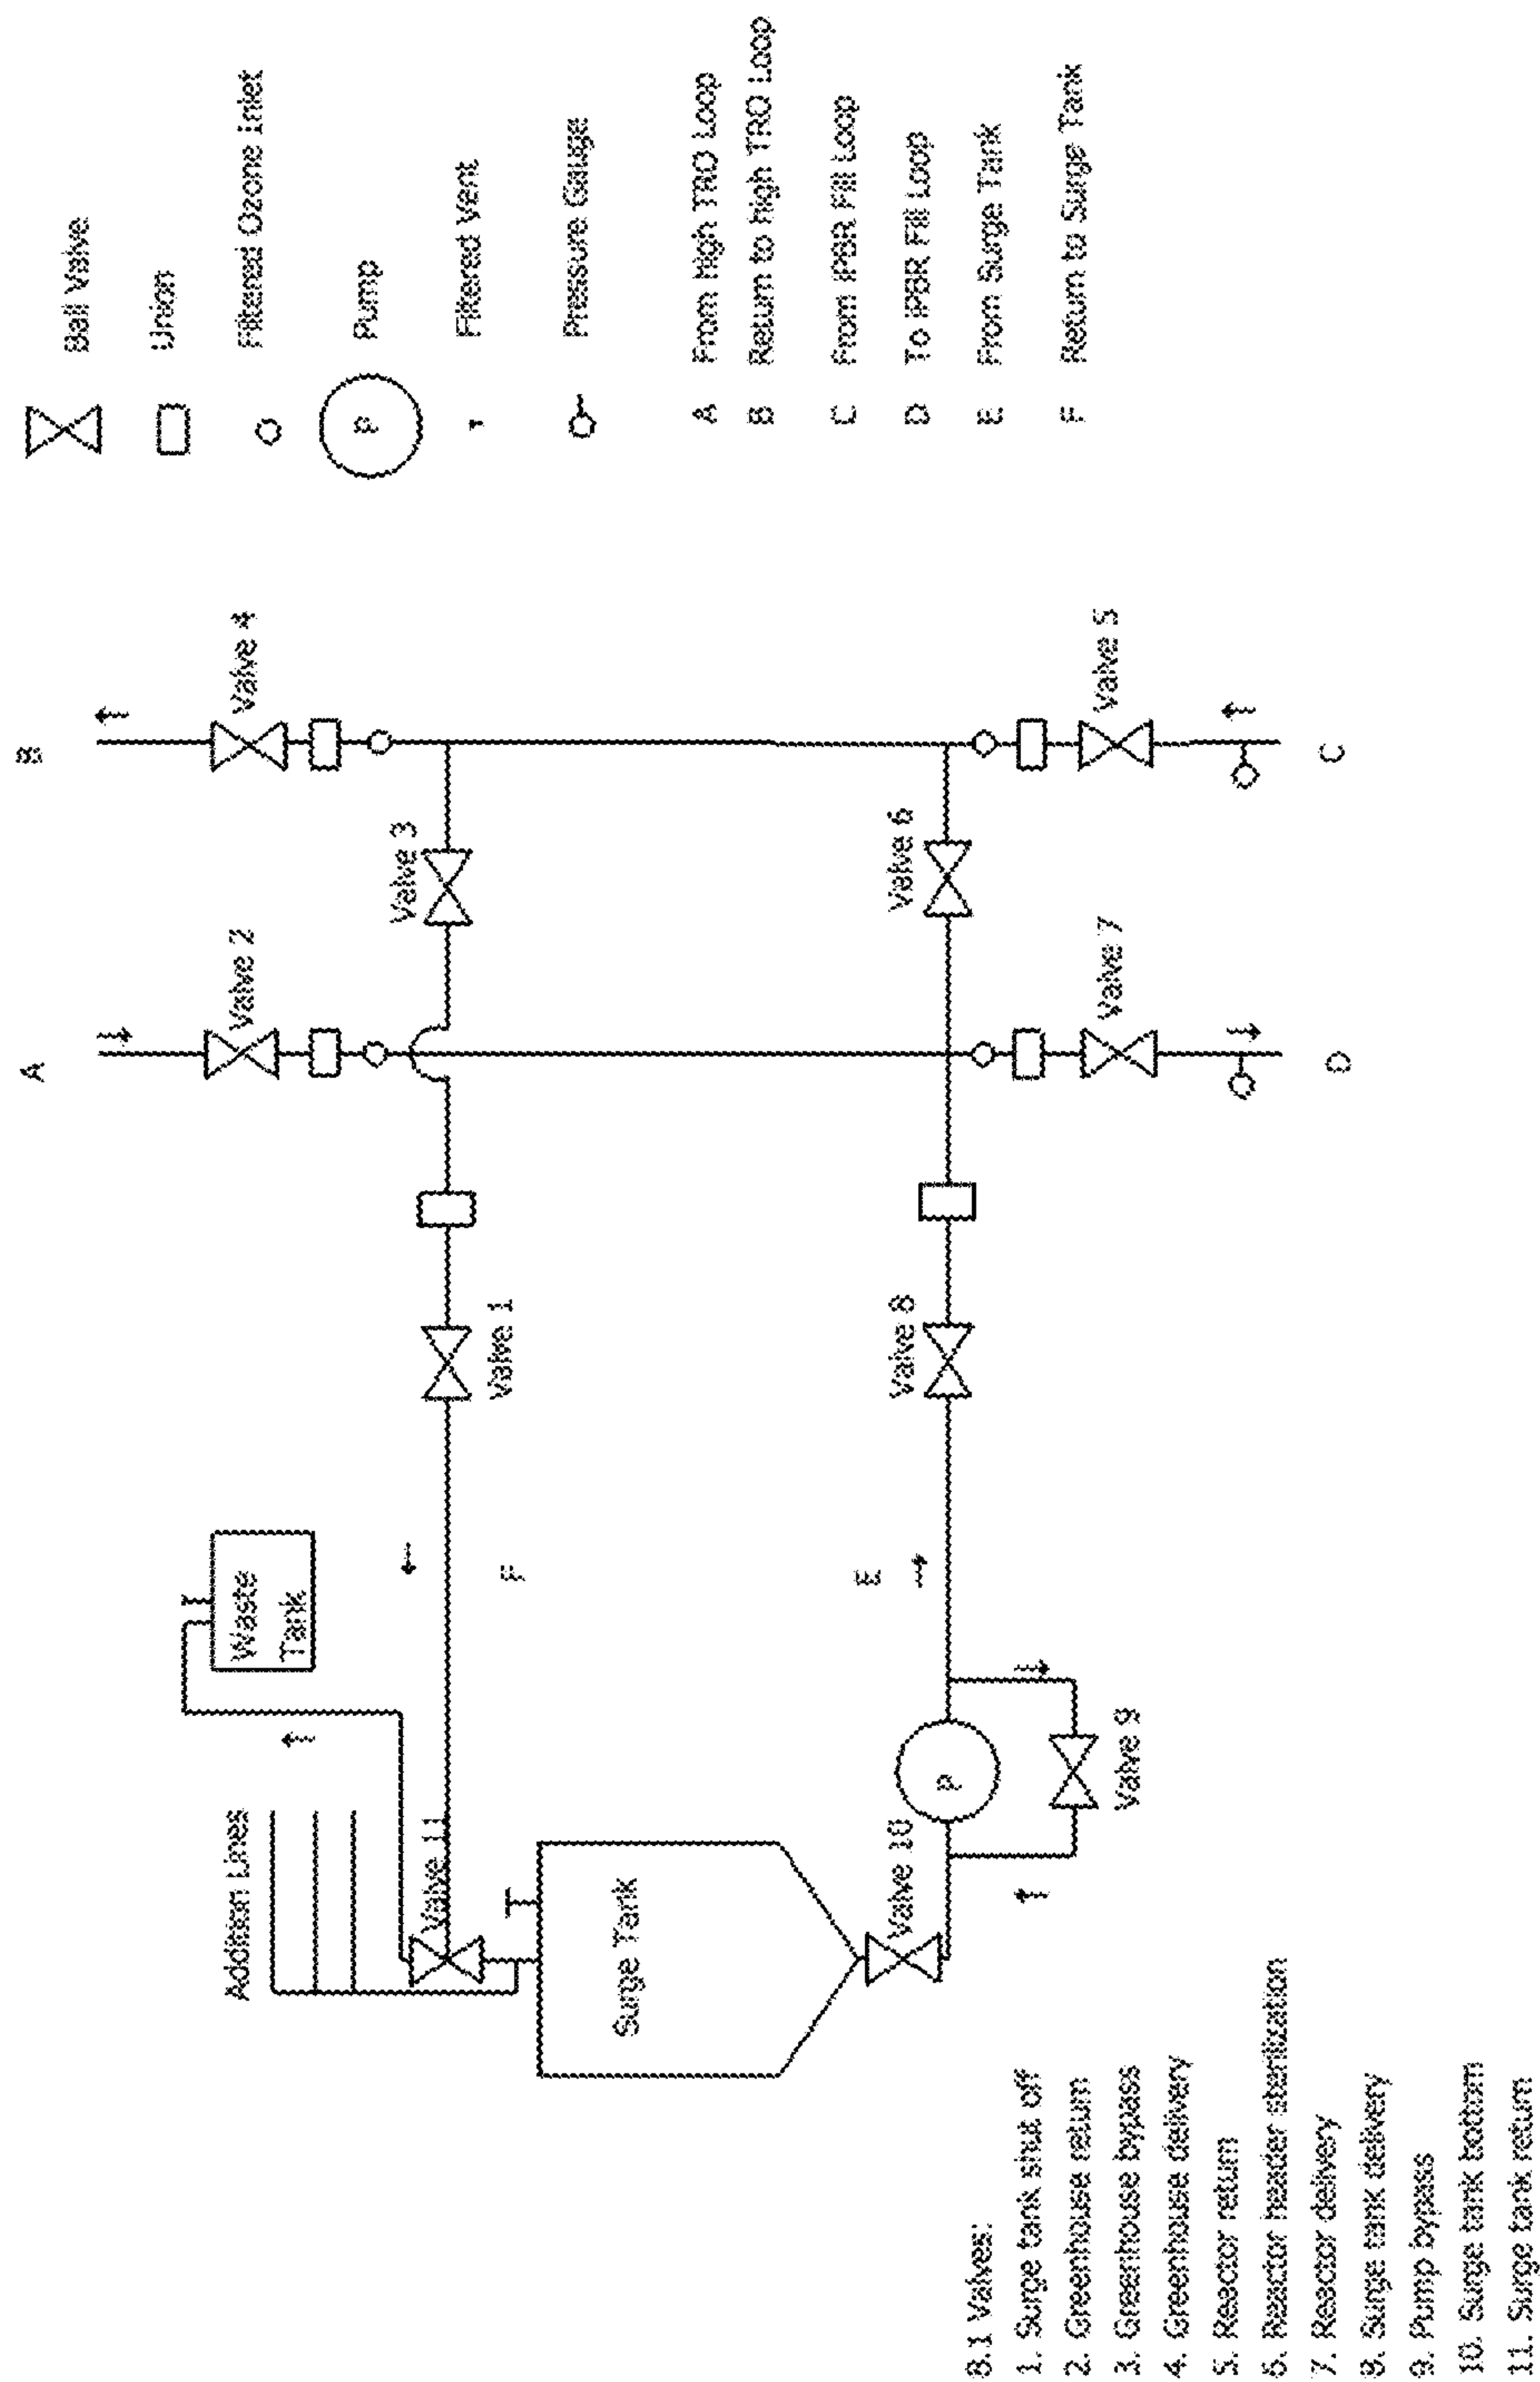 B
A
Valve 4
Valve 2
Addition Lines
Waste
Tank
Valve 3
Valve 11
Valve 1
F
Surge Tank
E
Valve 10
Valve 8
Valve 6
P
Valve 9
Valve 7
Valve 5
D
C
8.1 Valves:
1. Surge tank shut off
2. Greenhouse return
3. Greenhouse bypass
4. Greenhouse delivery
5. Reactor return
6. Reactor header sterilization
7. Reactor delivery
8. Surge tank delivery
9. Pump bypass
10. Surge tank bottom
11. Surge tank return
Ball Valve
Union
Filtered Ozone Inlet
P Pump
Filtered Vent
Pressure Gauge
A From high TRO Loop
B Return to high TRO Loop
C From IPBR Fill Loop
D To IPBR Fill Loop
E From Surge Tank
F Return to Surge Tank